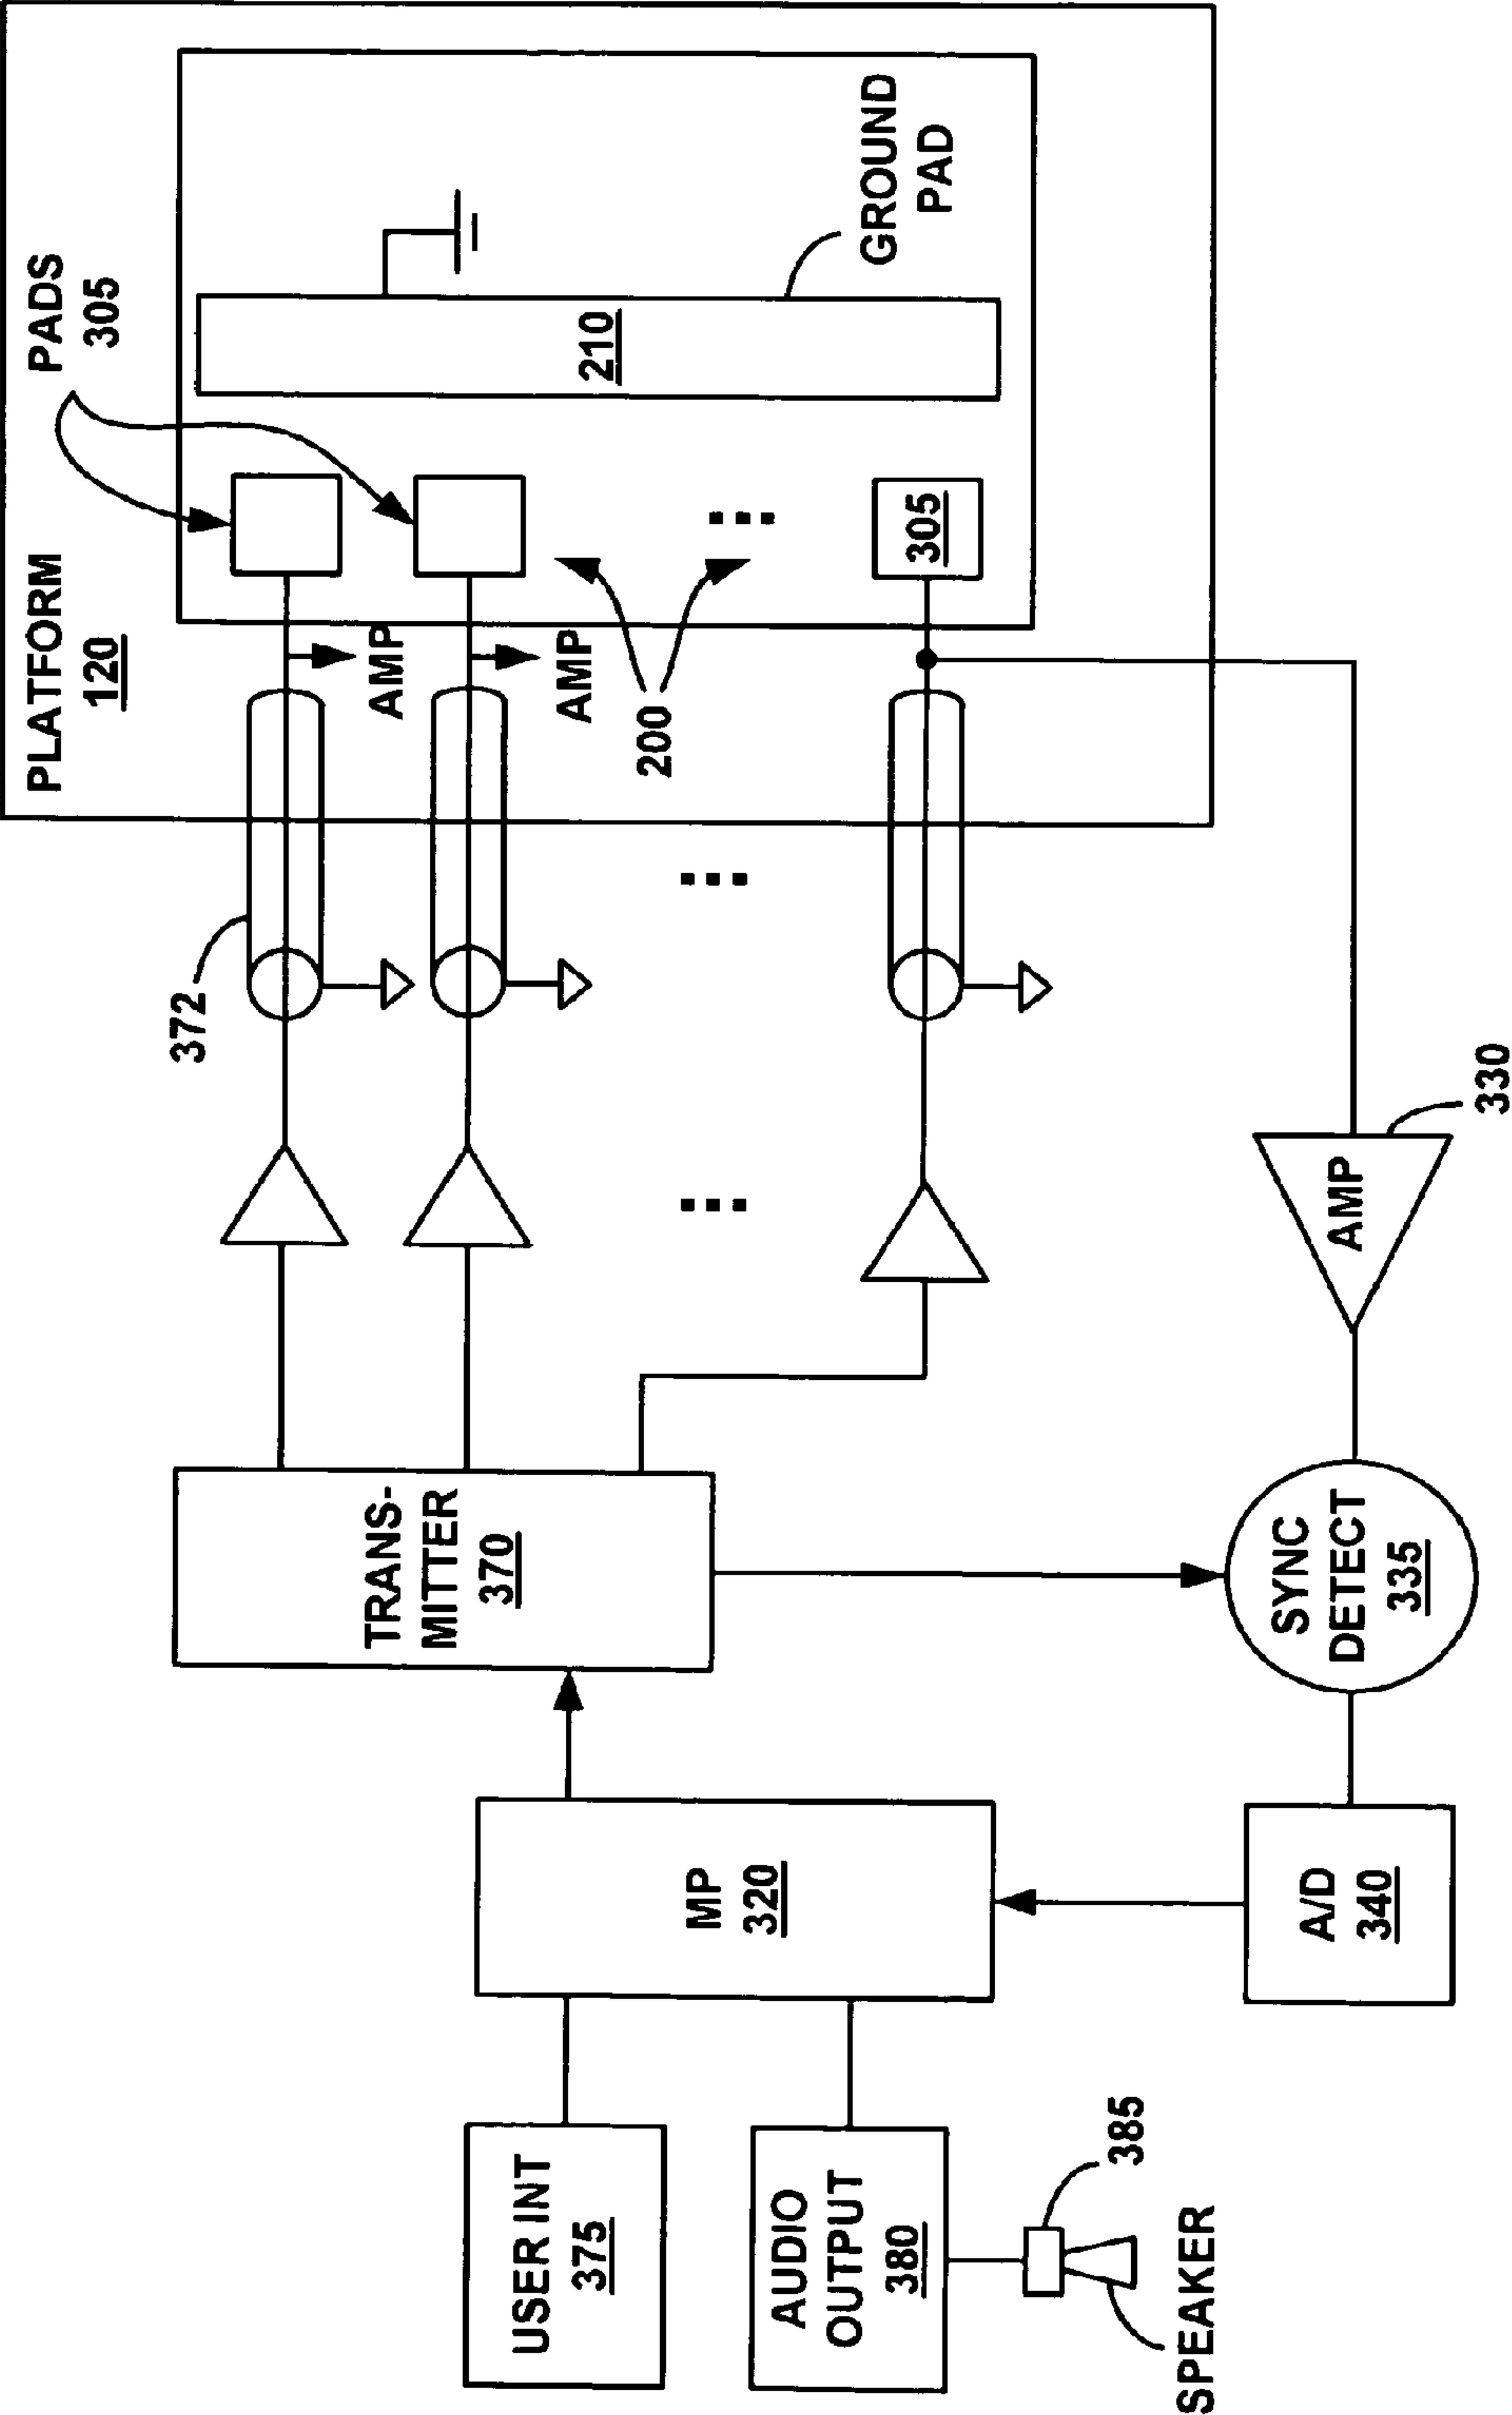 PLATFORM
120
PADS
305
372
AMP
AMP
200
210
305
GROUND
PAD
TRANS-
MITTER
370
330
AMP
SYNC
DETECT
335
MP
320
A/D
340
USER INT
375
AUDIO
OUTPUT
380
385
SPEAKER